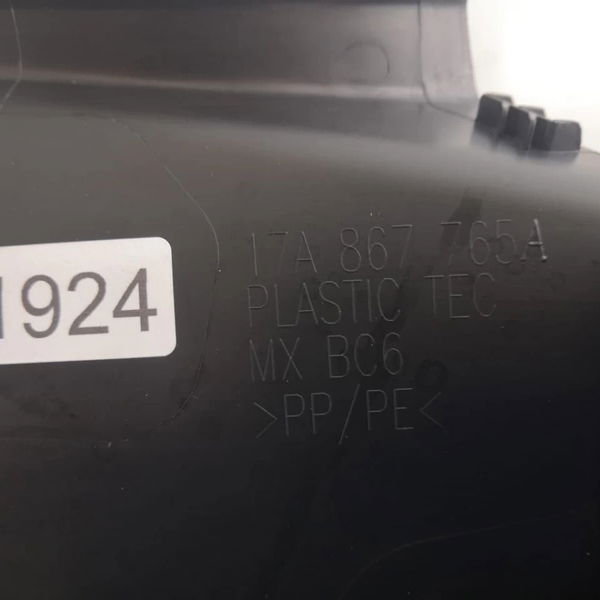 1924
17A 867 765A
PLASTIC TEC
MX BC6
>PP/PE<